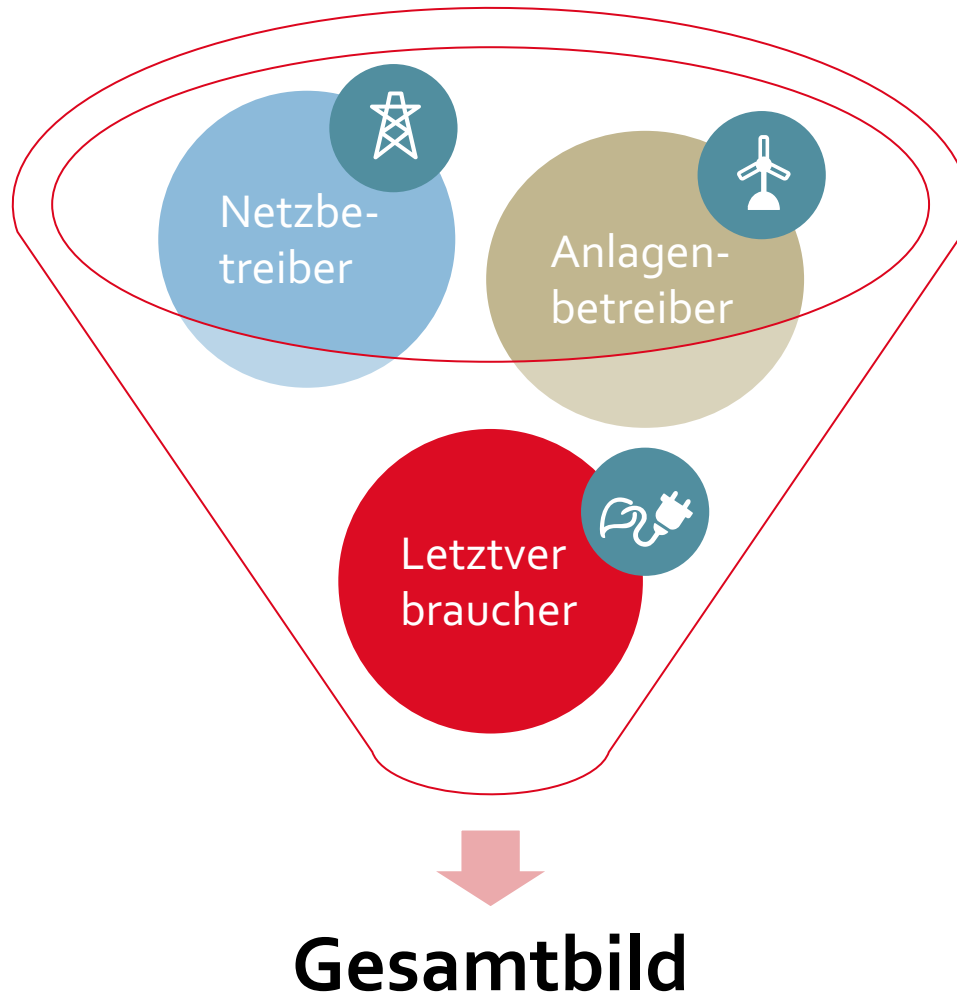 Netzbe-
treiber
Anlagen-
betreiber
Letztver
braucher
Gesamtbild